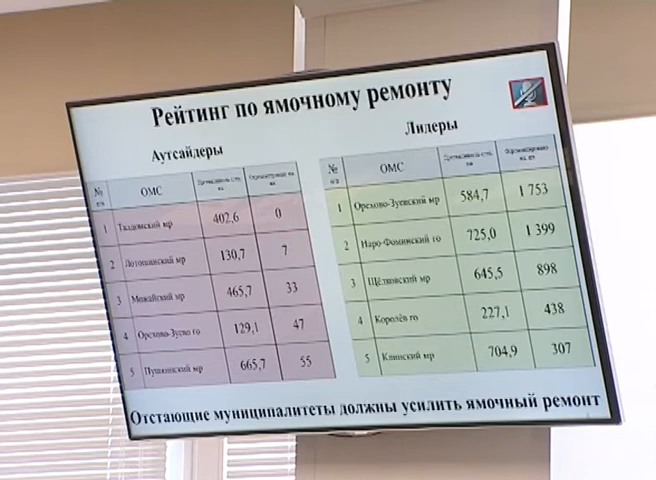 Рейтинг по ямочному ремонту
Аутсайдеры
№ п/п ОМС
1 Талдомский мр 402,6 0
2 Лотошинский мр 130,7 7
3 Можайский мр 465,7 33
4 Орехово-Зуево го 129,1 47
5 Пушкинский мр 665,7 55
Лидеры
№ п/п ОМС
1 Орехово-Зуевский мр 584,7 1 753
2 Наро-Фоминский го 725,0 1 399
3 Щёлковский мр 645,5 898
4 Королёв го 227,1 438
5 Клинский мр 704,9 307
Отстающие муниципалитеты должны усилить ямочный ремонт